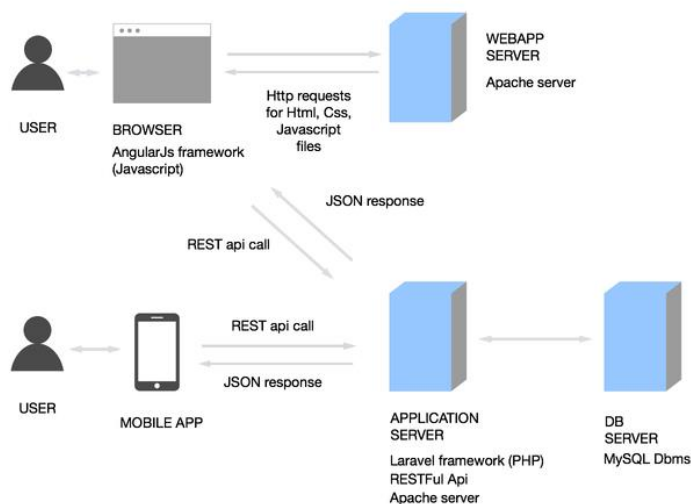 WEBAPP
SERVER
Apache server
Http requests
for Html, Css,
Javascript
files
USER
BROWSER
AngularJs framework
(Javascript)
JSON response
REST api call
REST api call
JSON response
USER
MOBILE APP
APPLICATION
SERVER
Laravel framework (PHP)
RESTFul Api
Apache server
DB
SERVER
MySQL Dbms